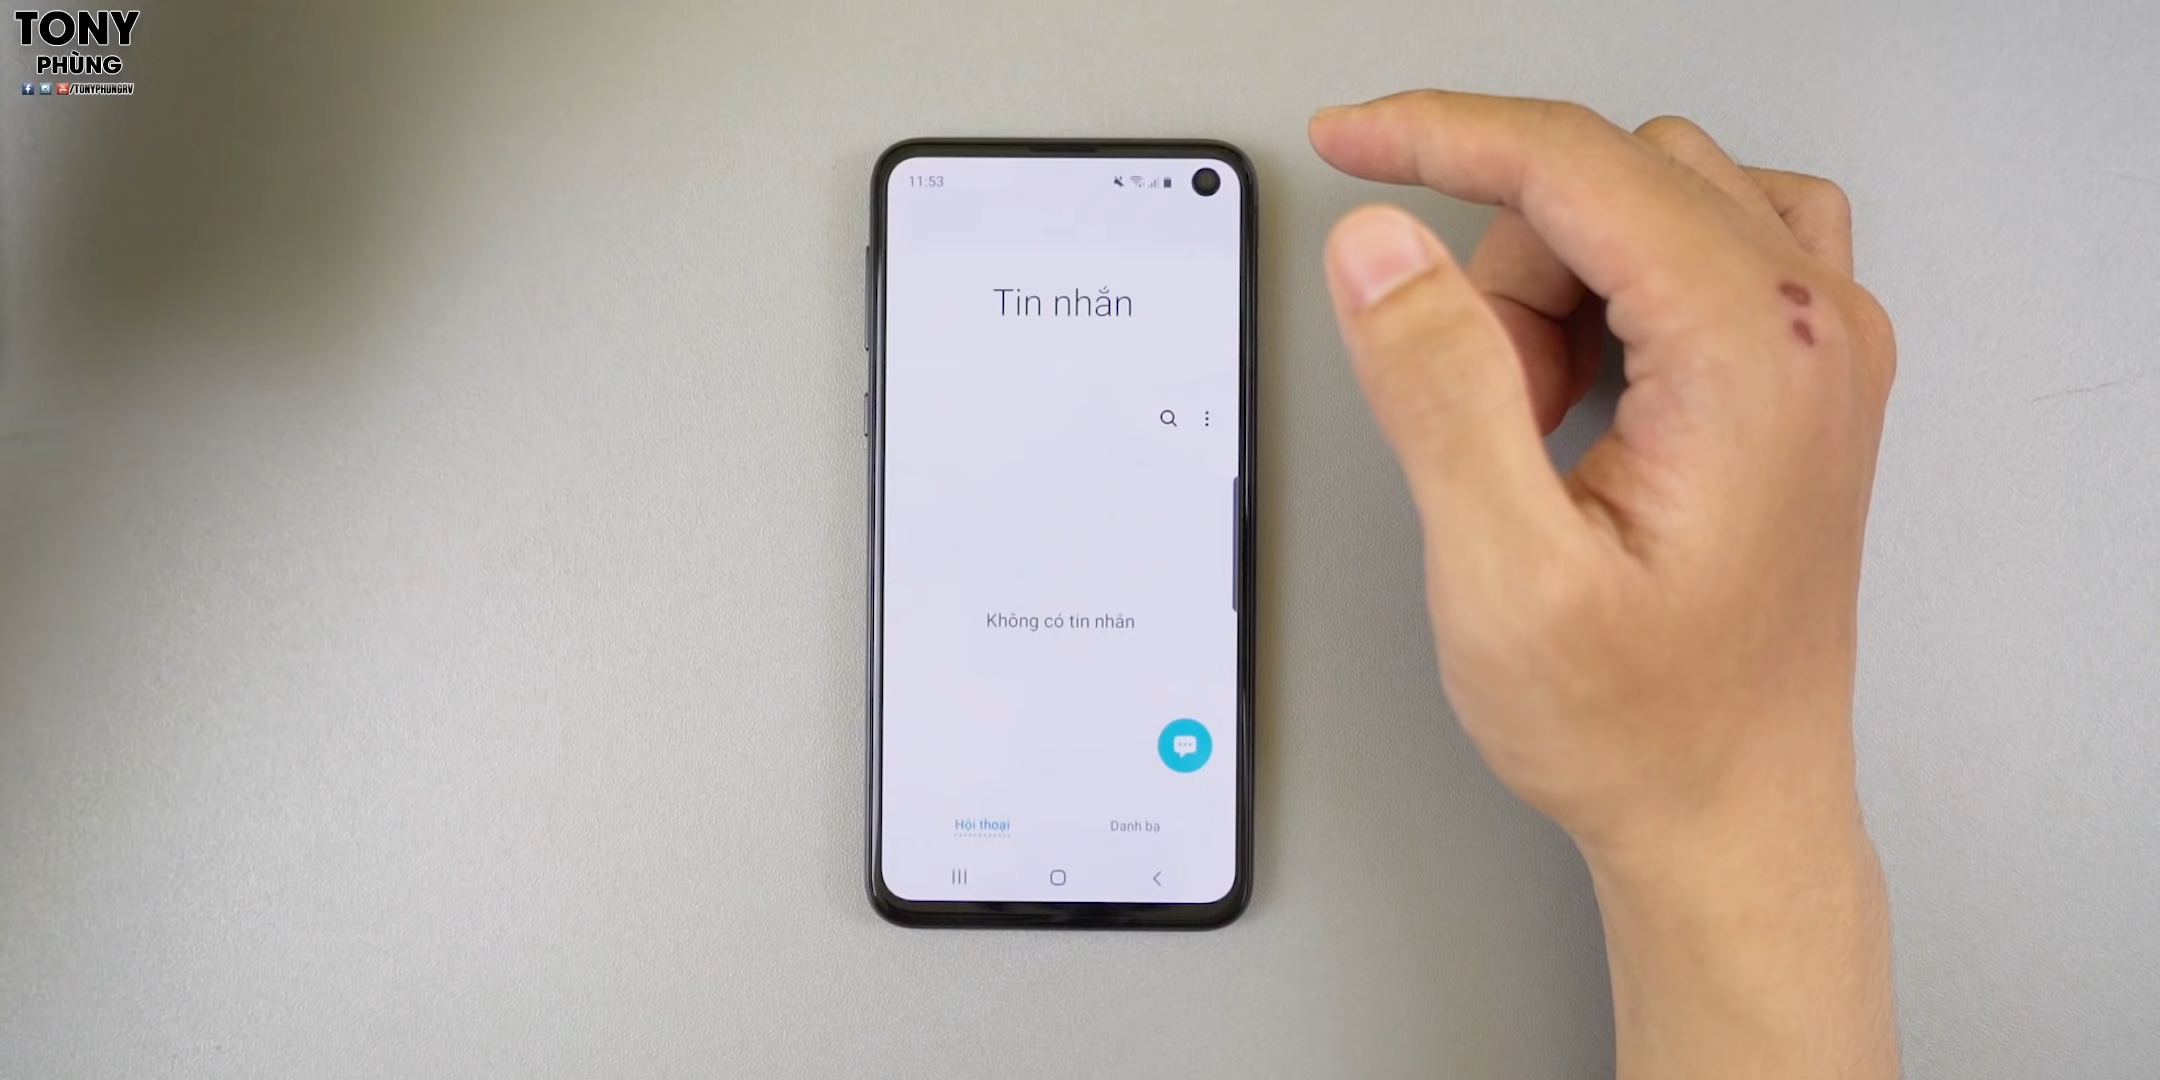 TONY
PHÙNG
/TONYPHUNGRV
11:53
Tin nhắn
Không có tin nhắn
Hội thoại
Danh bạ